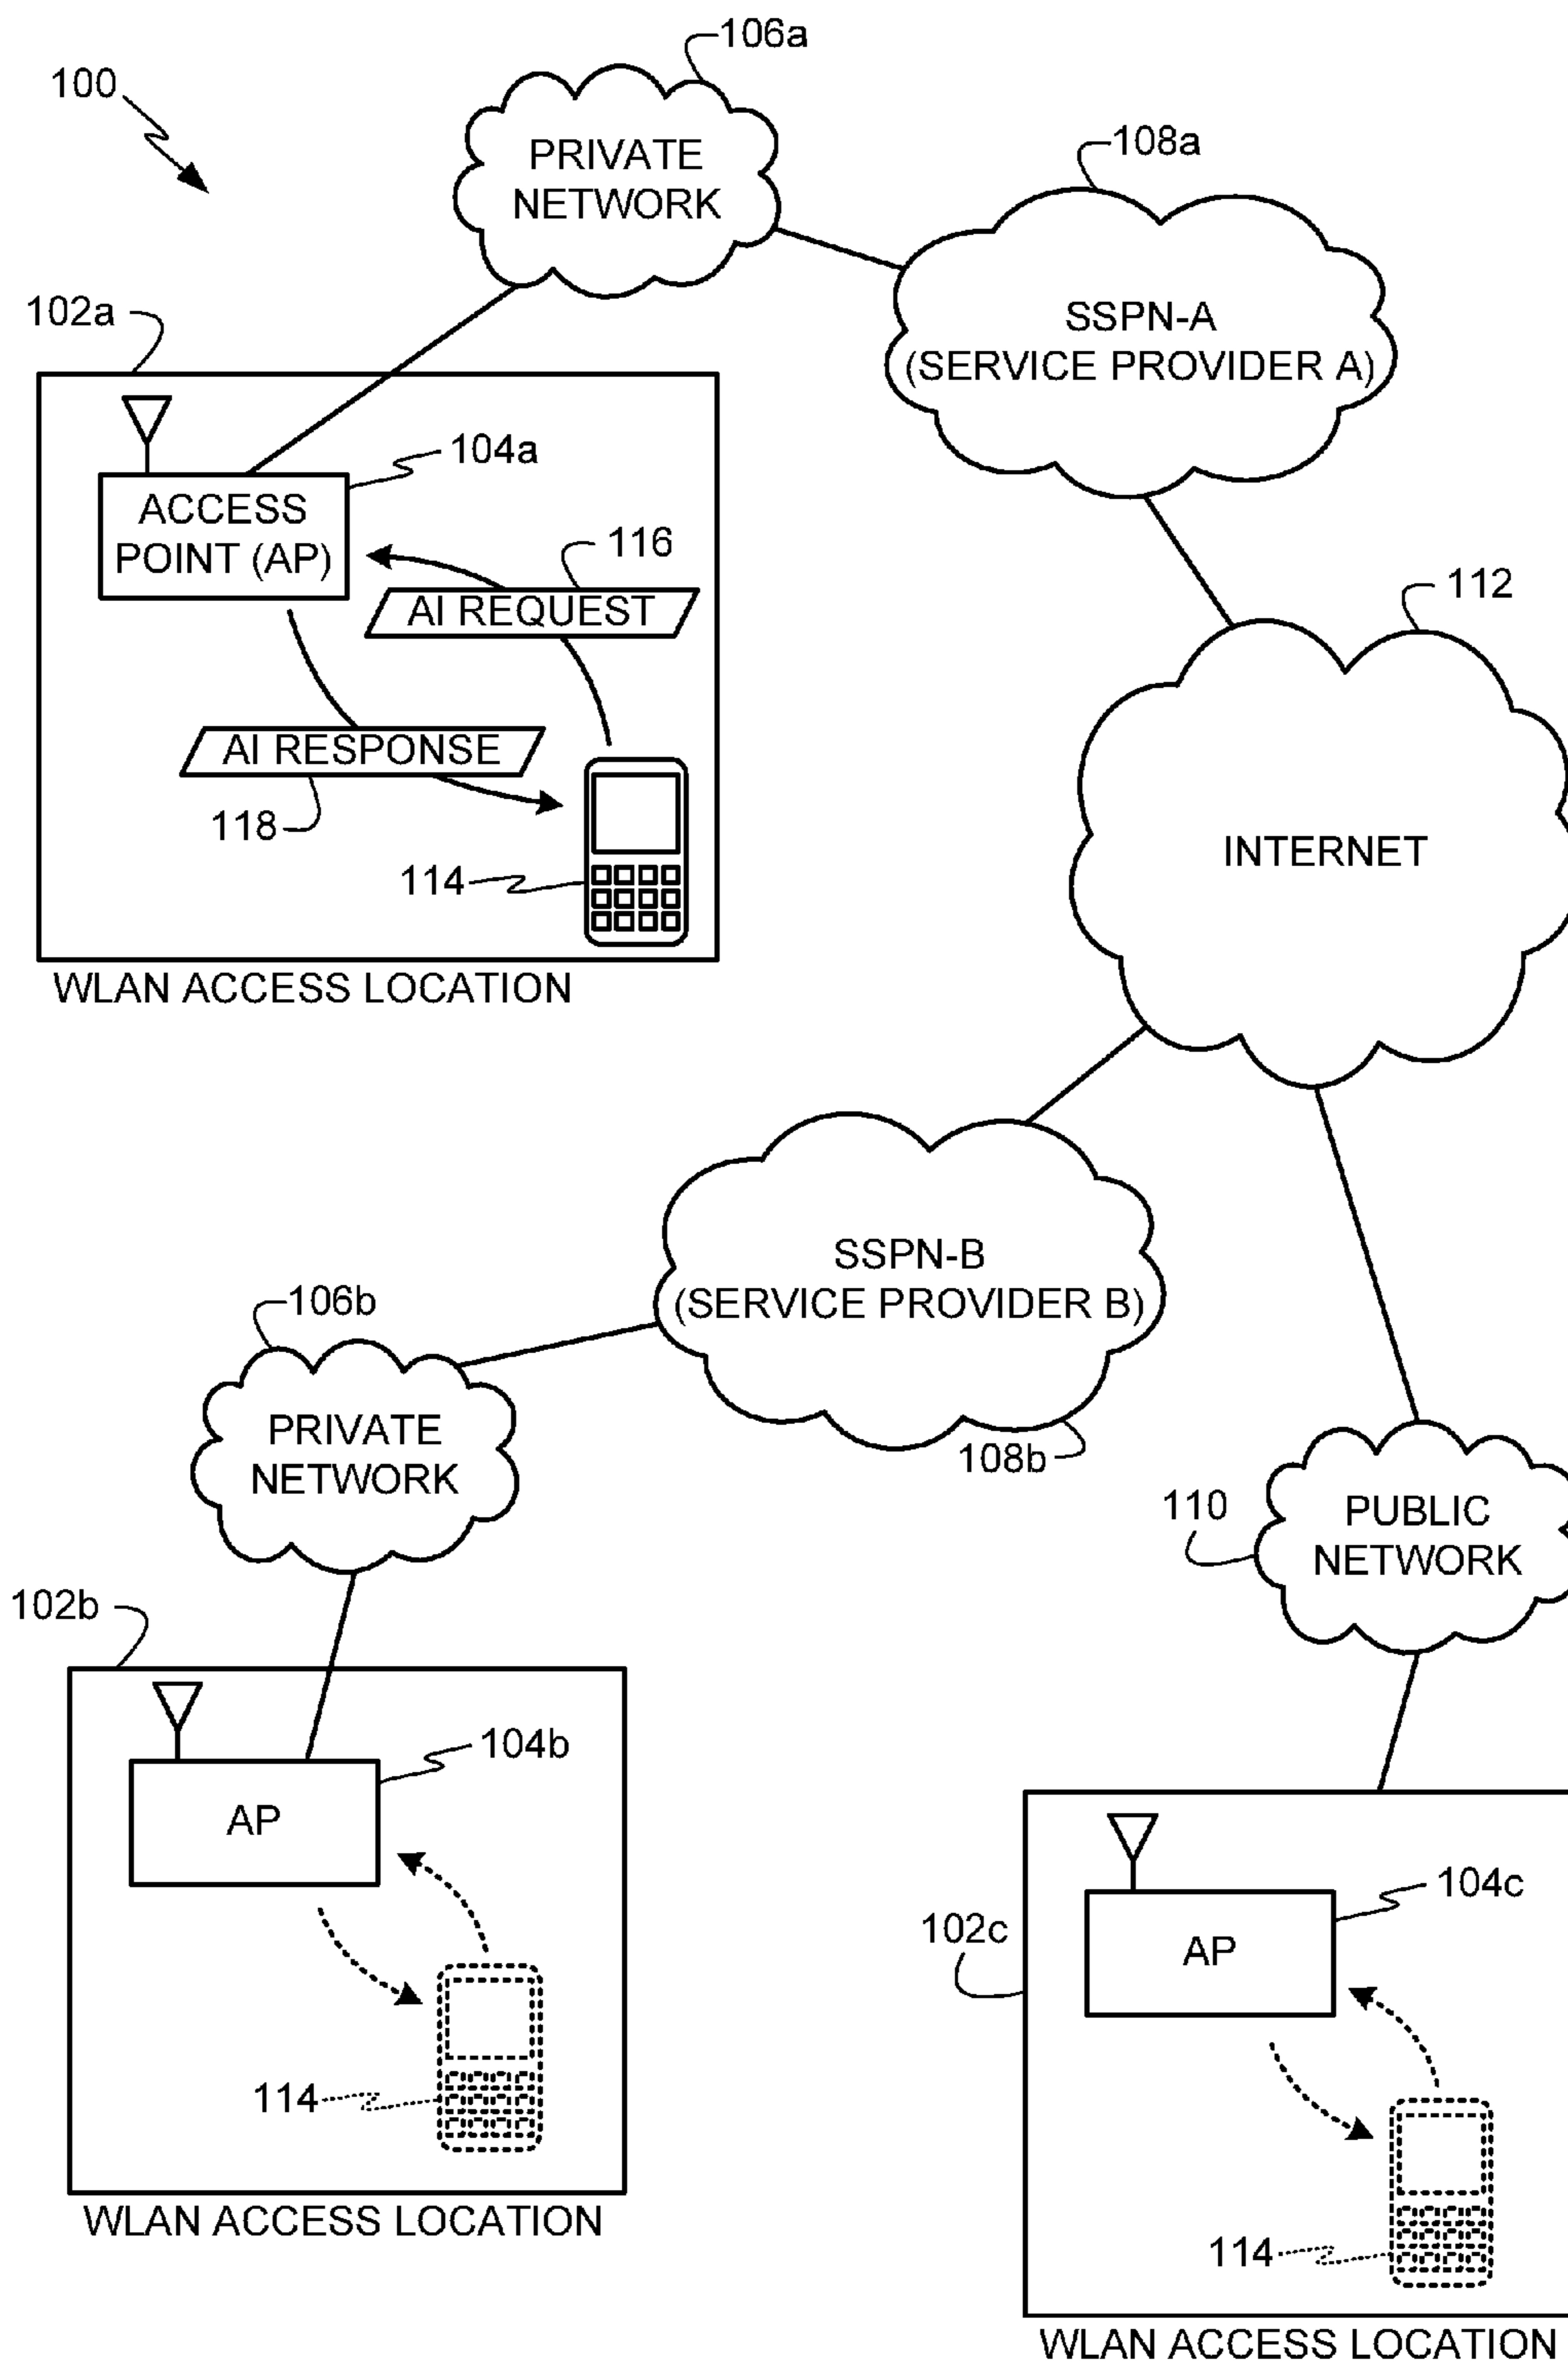 106a
100
PRIVATE
NETWORK
108a
SSPN-A
(SERVICE PROVIDER A)
102a
104a
ACCESS
POINT (AP)
116
AI REQUEST
AI RESPONSE
118
114
WLAN ACCESS LOCATION
112
INTERNET
SSPN-B
(SERVICE PROVIDER B)
108b
106b
PRIVATE
NETWORK
110
PUBLIC
NETWORK
102b
104b
AP
114
WLAN ACCESS LOCATION
102c
104c
AP
114
WLAN ACCESS LOCATION